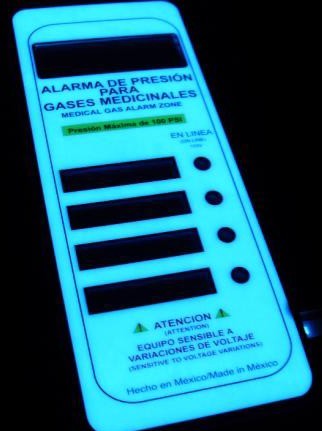 ALARMA DE PRESIÓN
PARA
GASES MEDICINALES
MEDICAL GAS ALARM ZONE
Presión Máxima de 100 PSI
EN LINEA
(ON LINE)
ATENCION
(ATTENTION)
EQUIPO SENSIBLE A
VARIACIONES DE VOLTAJE
(SENSITIVE TO VOLTAGE VARIATIONS)
Hecho en México/Made in México